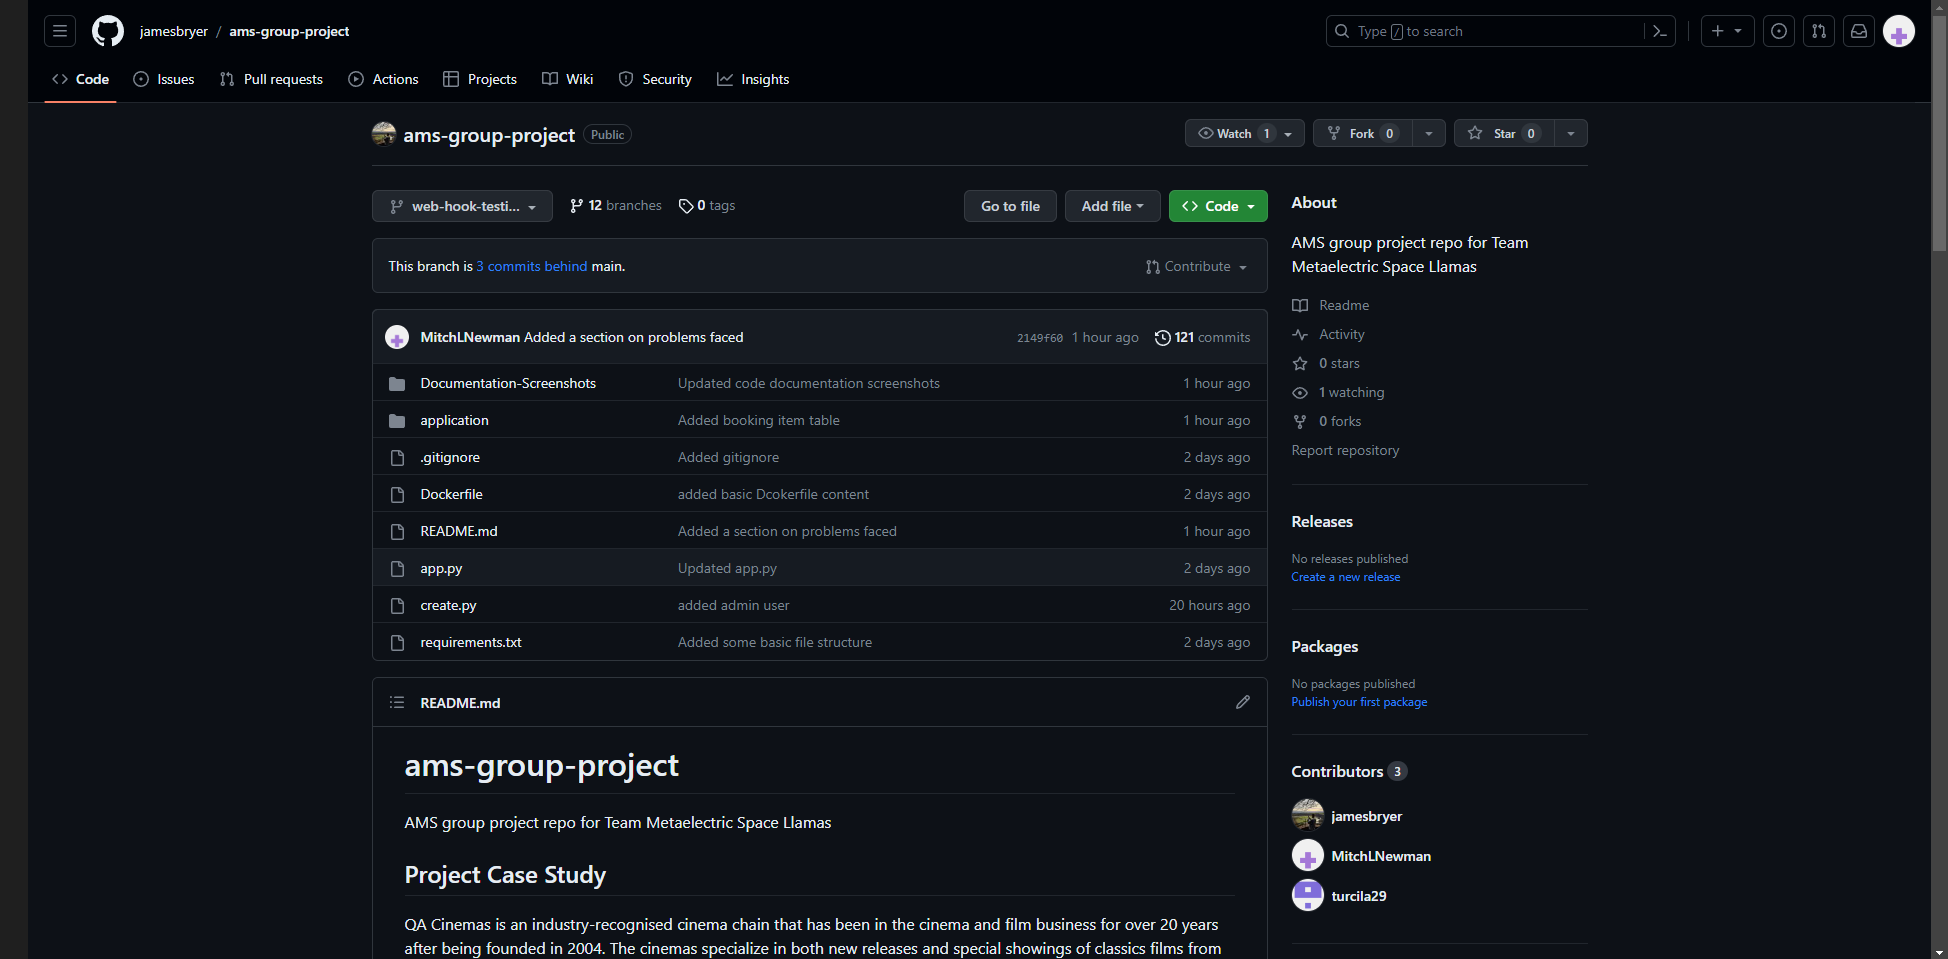 jamesbryer / ams-group-project
Type / to search
Code Issues Pull requests Actions Projects Wiki Security Insights
ams-group-project Public
Watch 1 Fork 0 Star 0
web-hook-testi... 12 branches 0 tags Go to file Add file Code
This branch is 3 commits behind main. Contribute
MitchLNewman Added a section on problems faced 2149f60 1 hour ago 121 commits
Documentation-Screenshots Updated code documentation screenshots 1 hour ago
application Added booking item table 1 hour ago
.gitignore Added gitignore 2 days ago
Dockerfile added basic Dcokerfile content 2 days ago
README.md Added a section on problems faced 1 hour ago
app.py Updated app.py 2 days ago
create.py added admin user 20 hours ago
requirements.txt Added some basic file structure 2 days ago
README.md
ams-group-project
AMS group project repo for Team Metaelectric Space Llamas
Project Case Study
QA Cinemas is an industry-recognised cinema chain that has been in the cinema and film business for over 20 years
after being founded in 2004. The cinemas specialize in both new releases and special showings of classics films from
About
AMS group project repo for Team
Metaelectric Space Llamas
Readme
Activity
0 stars
1 watching
0 forks
Report repository
Releases
No releases published
Create a new release
Packages
No packages published
Publish your first package
Contributors 3
jamesbryer
MitchLNewman
turcila29